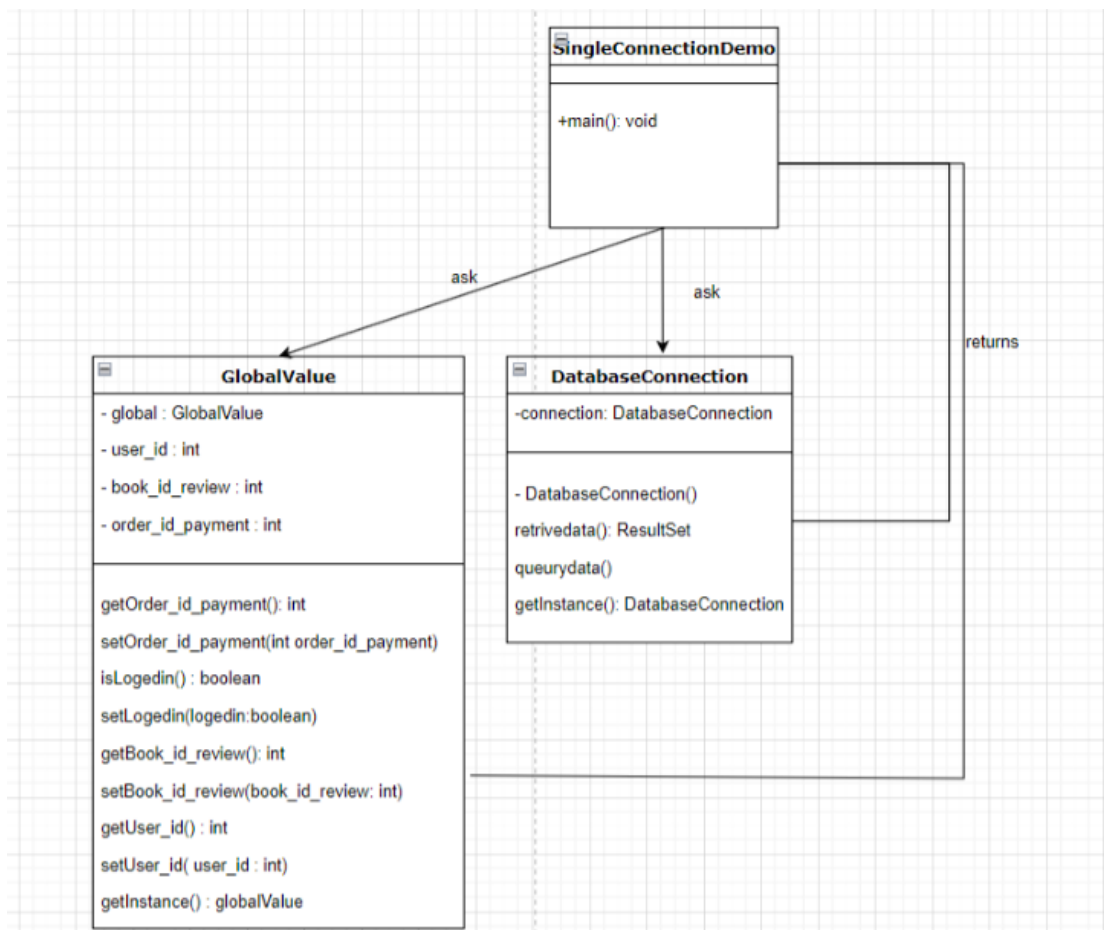 SingleConnectionDemo
+main(): void
ask
ask
returns
GlobalValue
- global : GlobalValue
- user_id : int
- book_id_review : int
- order_id_payment : int
getOrder_id_payment(): int
setOrder_id_payment(int order_id_payment)
isLogedin() : boolean
setLogedin(logedin:boolean)
getBook_id_review(): int
setBook_id_review(book_id_review: int)
getUser_id() : int
setUser_id( user_id : int)
getInstance() : globalValue
DatabaseConnection
-connection: DatabaseConnection
- DatabaseConnection()
retrivedata(): ResultSet
queurydata()
getInstance(): DatabaseConnection